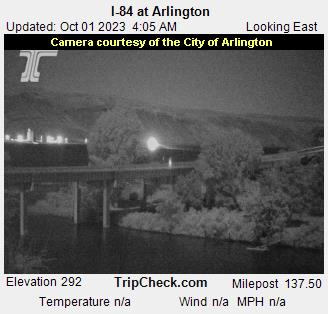 I-84 at Arlington
Updated: Oct 01 2023 4:05 AM Looking East
Camera courtesy of the City of Arlington
Elevation 292 TripCheck.com Milepost 137.50
Temperature n/a Wind n/a MPH n/a